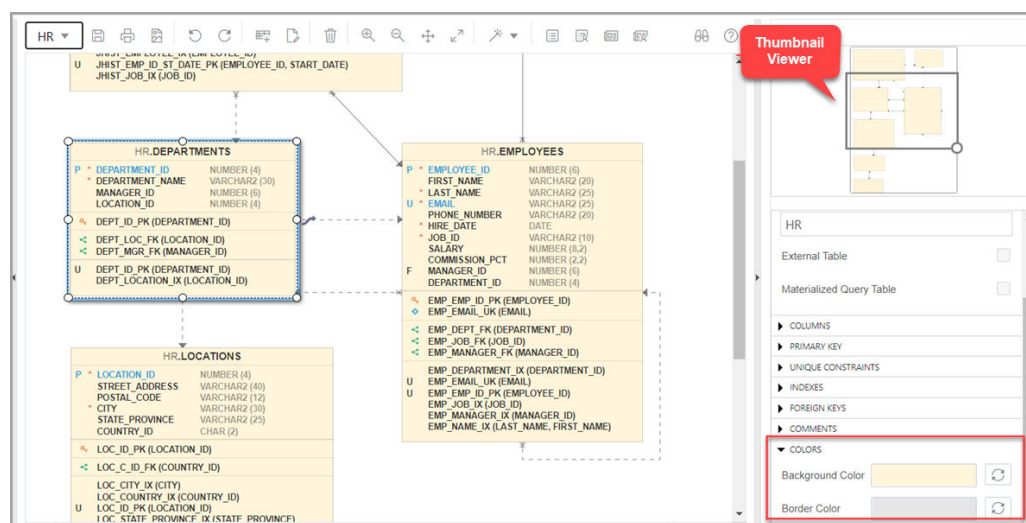 HR
Thumbnail
Viewer
JHIST_EMPLOYEE_IX (EMPLOYEE_ID)
U JHIST_EMP_ID_ST_DATE_PK (EMPLOYEE_ID, START_DATE)
JHIST_JOB_IX (JOB_ID)
HR.DEPARTMENTS
P * DEPARTMENT_ID NUMBER (4)
* DEPARTMENT_NAME VARCHAR2 (30)
MANAGER_ID NUMBER (6)
LOCATION_ID NUMBER (4)
DEPT_ID_PK (DEPARTMENT_ID)
DEPT_LOC_FK (LOCATION_ID)
DEPT_MGR_FK (MANAGER_ID)
U DEPT_ID_PK (DEPARTMENT_ID)
DEPT_LOCATION_IX (LOCATION_ID)
HR.EMPLOYEES
P * EMPLOYEE_ID NUMBER (6)
FIRST_NAME VARCHAR2 (20)
* LAST_NAME VARCHAR2 (25)
U * EMAIL VARCHAR2 (25)
PHONE_NUMBER VARCHAR2 (20)
* HIRE_DATE DATE
* JOB_ID VARCHAR2 (10)
SALARY NUMBER (8,2)
COMMISSION_PCT NUMBER (2,2)
F MANAGER_ID NUMBER (6)
DEPARTMENT_ID NUMBER (4)
EMP_EMP_ID_PK (EMPLOYEE_ID)
EMP_EMAIL_UK (EMAIL)
EMP_DEPT_FK (DEPARTMENT_ID)
EMP_JOB_FK (JOB_ID)
EMP_MANAGER_FK (MANAGER_ID)
EMP_DEPARTMENT_IX (DEPARTMENT_ID)
U EMP_EMAIL_UK (EMAIL)
U EMP_EMP_ID_PK (EMPLOYEE_ID)
EMP_JOB_IX (JOB_ID)
EMP_MANAGER_IX (MANAGER_ID)
EMP_NAME_IX (LAST_NAME, FIRST_NAME)
HR.LOCATIONS
P * LOCATION_ID NUMBER (4)
STREET_ADDRESS VARCHAR2 (40)
POSTAL_CODE VARCHAR2 (12)
* CITY VARCHAR2 (30)
STATE_PROVINCE VARCHAR2 (25)
COUNTRY_ID CHAR (2)
LOC_ID_PK (LOCATION_ID)
LOC_C_ID_FK (COUNTRY_ID)
LOC_CITY_IX (CITY)
LOC_COUNTRY_IX (COUNTRY_ID)
U LOC_ID_PK (LOCATION_ID)
LOC_STATE_PROVINCE_IX (STATE_PROVINCE)
HR
External Table
Materialized Query Table
COLUMNS
PRIMARY KEY
UNIQUE CONSTRAINTS
INDEXES
FOREIGN KEYS
COMMENTS
COLORS
Background Color
Border Color